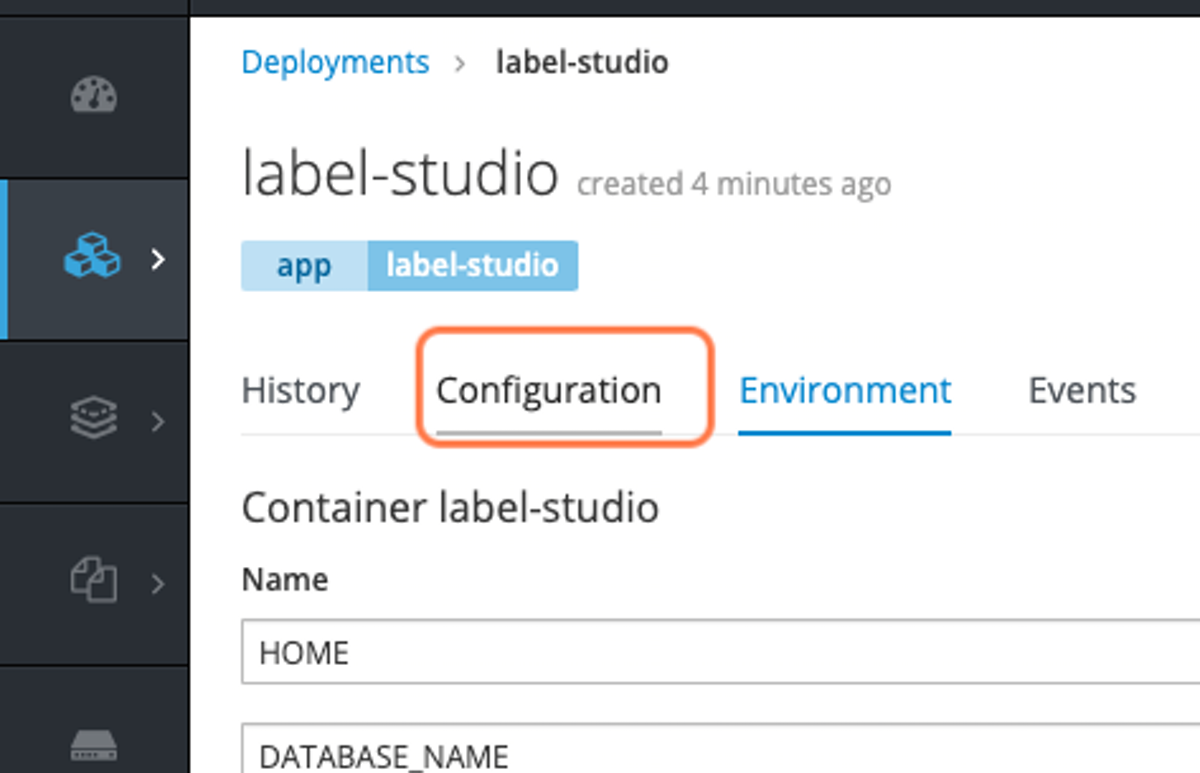 Deployments > label-studio
label-studio created 4 minutes ago
app label-studio
History Configuration Environment Events
Container label-studio
Name
HOME
DATABASE_NAME